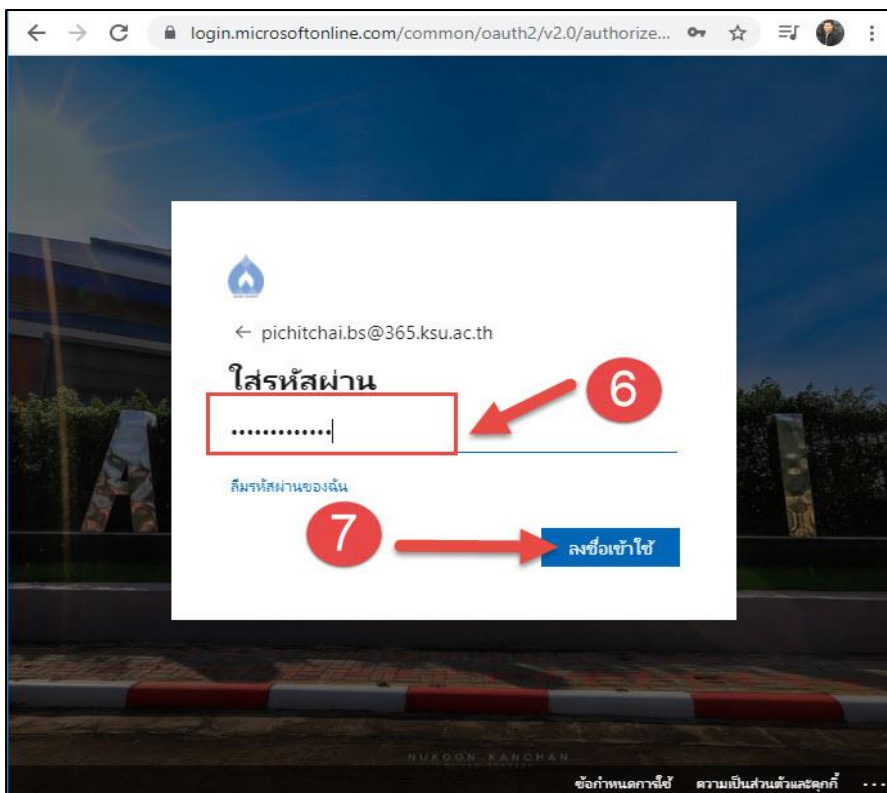 login.microsoftonline.com/common/oauth2/v2.0/authorize...
← pichitchai.bs@365.ksu.ac.th
ใส่รหัสผ่าน
•••••••••••••
6
ลืมรหัสผ่านของฉัน
7
ลงชื่อเข้าใช้
NUKOON KANCHAN
ข้อกำหนดการใช้ ความเป็นส่วนตัวและคุกกี้ ...